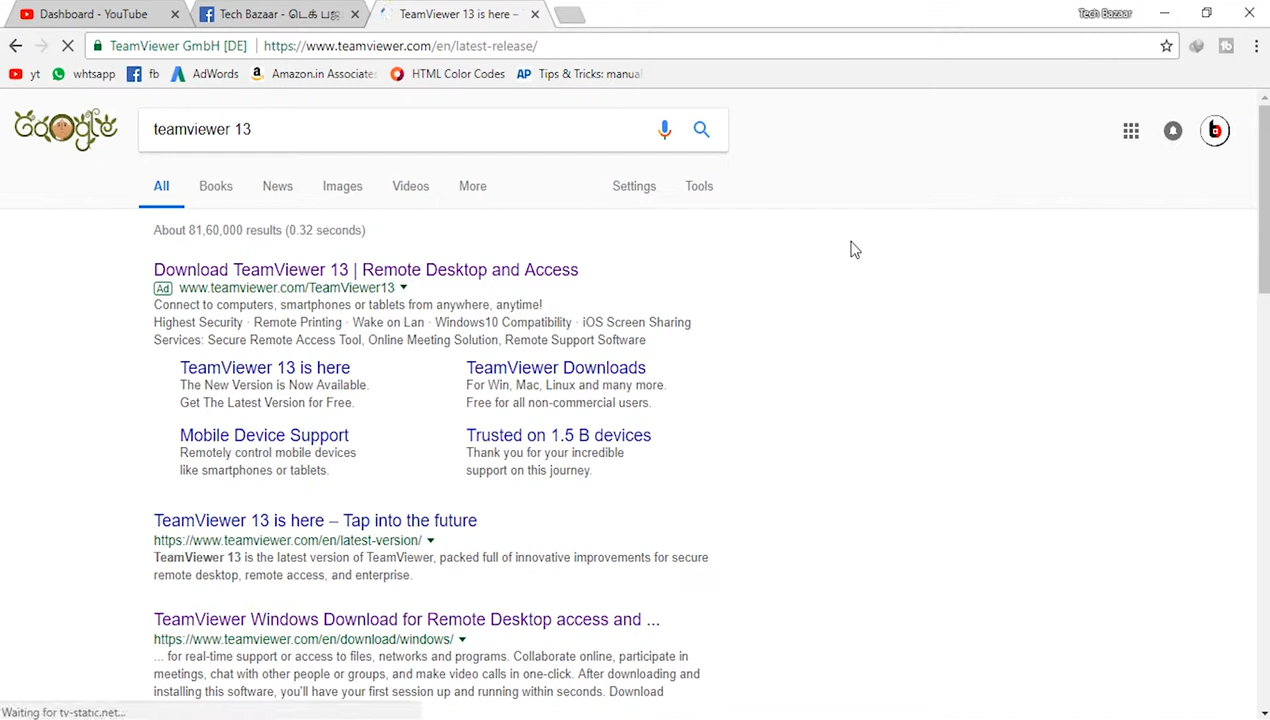 Dashboard - YouTube
Tech Bazaar - டெக் பஜா
TeamViewer 13 is here –
Tech Bazaar
TeamViewer GmbH [DE]
https://www.teamviewer.com/en/latest-release/
yt
whtsapp
fb
AdWords
Amazon.in Associate
HTML Color Codes
AP Tips & Tricks: manual
Google
teamviewer 13
All
Books
News
Images
Videos
More
Settings
Tools
About 81,60,000 results (0.32 seconds)
Download TeamViewer 13 | Remote Desktop and Access
Ad www.teamviewer.com/TeamViewer13
Connect to computers, smartphones or tablets from anywhere, anytime!
Highest Security · Remote Printing · Wake on Lan · Windows10 Compatibility · iOS Screen Sharing
Services: Secure Remote Access Tool, Online Meeting Solution, Remote Support Software
TeamViewer 13 is here
The New Version is Now Available.
Get The Latest Version for Free.
TeamViewer Downloads
For Win, Mac, Linux and many more.
Free for all non-commercial users.
Mobile Device Support
Remotely control mobile devices
like smartphones or tablets.
Trusted on 1.5 B devices
Thank you for your incredible
support on this journey.
TeamViewer 13 is here – Tap into the future
https://www.teamviewer.com/en/latest-version/
TeamViewer 13 is the latest version of TeamViewer, packed full of innovative improvements for secure
remote desktop, remote access, and enterprise.
TeamViewer Windows Download for Remote Desktop access and ...
https://www.teamviewer.com/en/download/windows/
... for real-time support or access to files, networks and programs. Collaborate online, participate in
meetings, chat with other people or groups, and make video calls in one-click. After downloading and
installing this software, you'll have your first session up and running within seconds. Download
Waiting for tv-static.net...